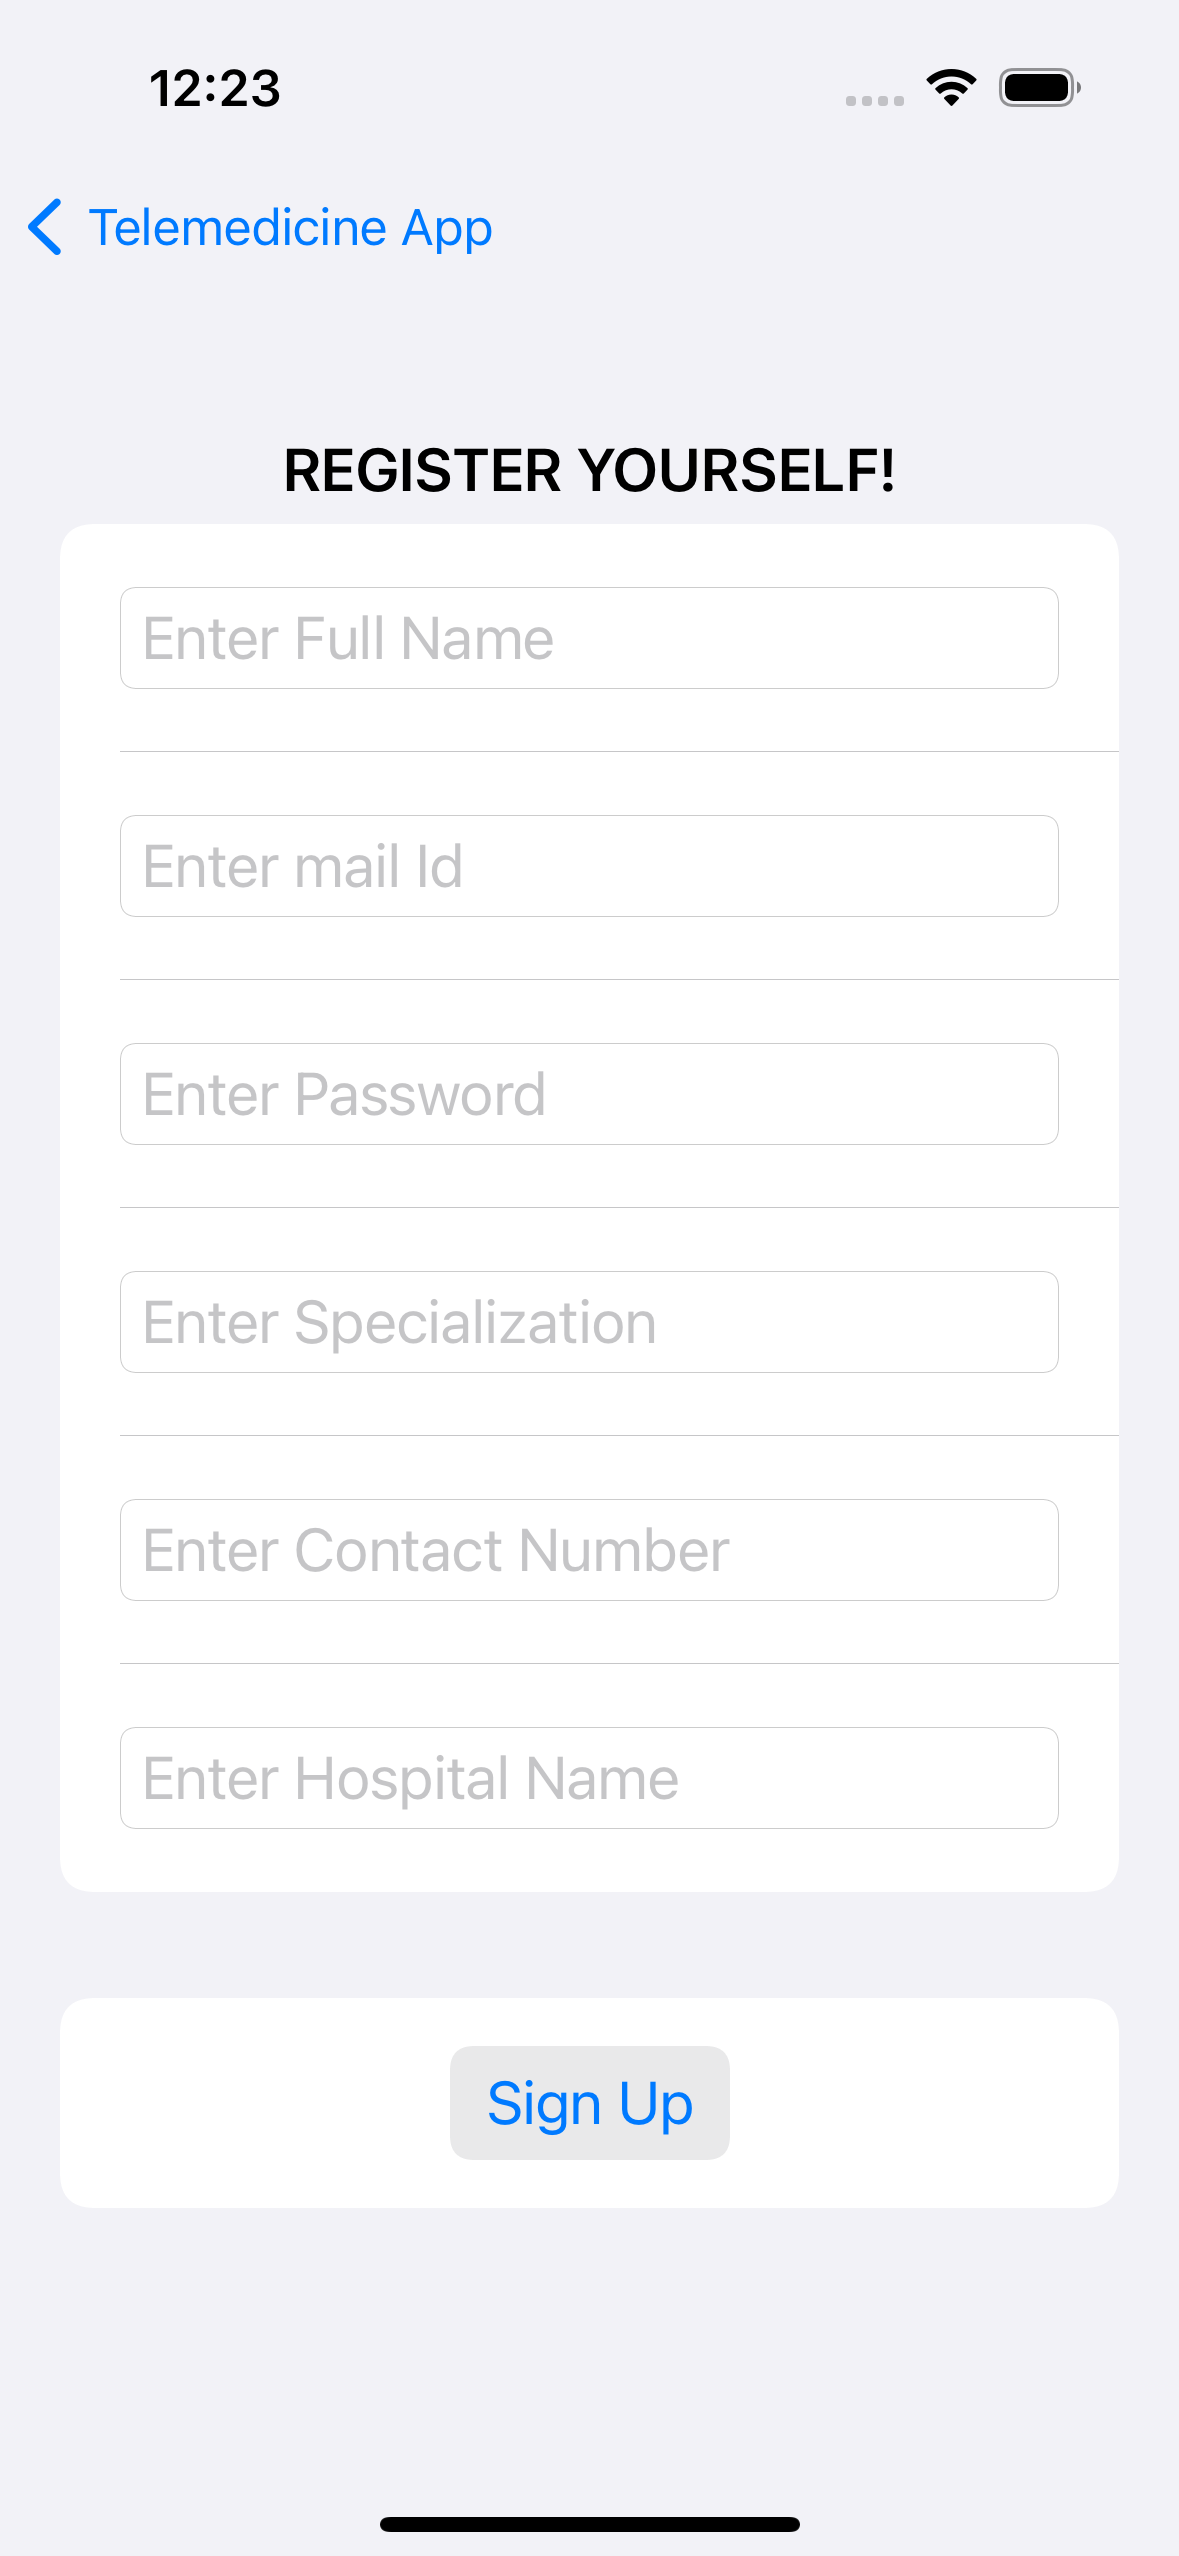 12:23
Telemedicine App
REGISTER YOURSELF!
Enter Full Name
Enter mail Id
Enter Password
Enter Specialization
Enter Contact Number
Enter Hospital Name
Sign Up